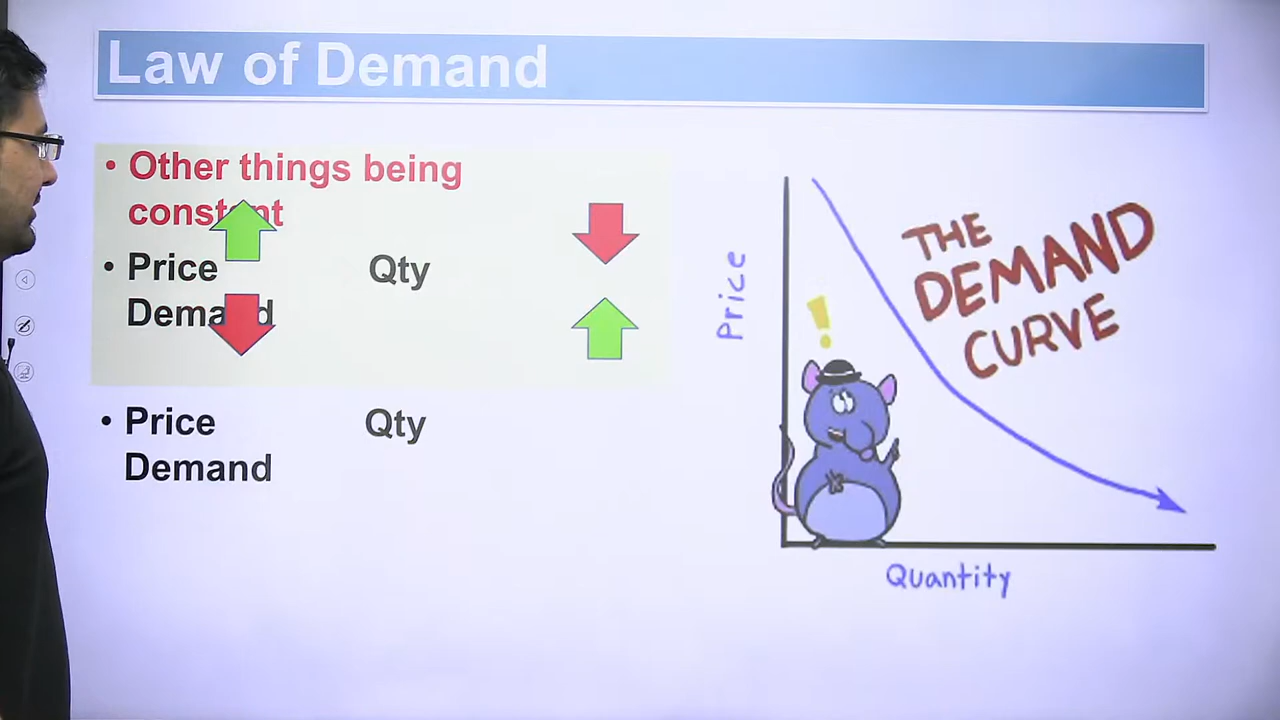 Law of Demand
• Other things being
constant
• Price Qty
Demand
• Price Qty
Demand
THE
DEMAND
CURVE
!
Price
Quantity